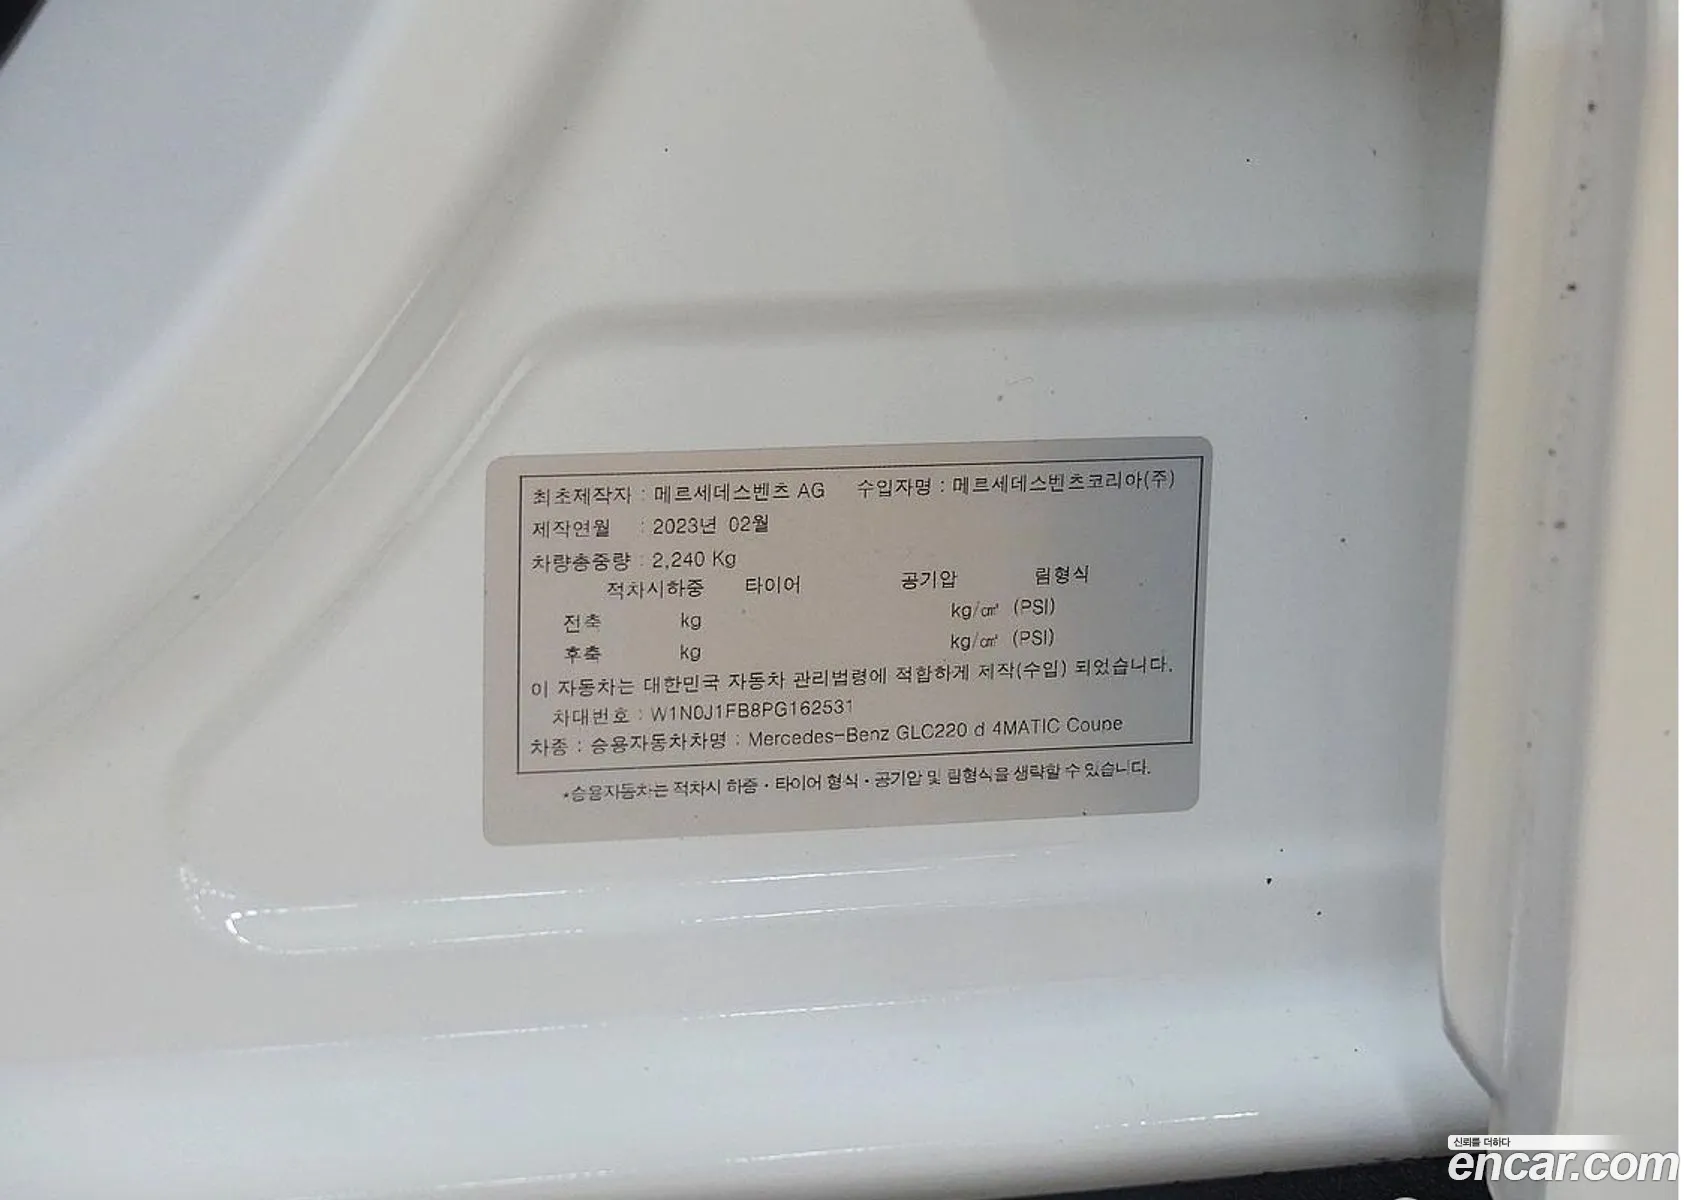 최초제작자 : 메르세데스벤츠 AG 수입자명 : 메르세데스벤츠코리아(주)
제작연월 : 2023년 02월
차량총중량 : 2,240 Kg
적차시하중 타이어 공기압 림형식
전축 kg kg/㎠ (PSI)
후축 kg kg/㎠ (PSI)
이 자동차는 대한민국 자동차 관리법령에 적합하게 제작(수입) 되었습니다.
차대번호 : W1N0J1FB8PG162531
차종 : 승용자동차차명 : Mercedes-Benz GLC220 d 4MATIC Coupe
*승용자동차는 적차시 하중·타이어 형식·공기압 및 림형식을 생략할 수 있습니다.
신뢰를 더하다
encar.com